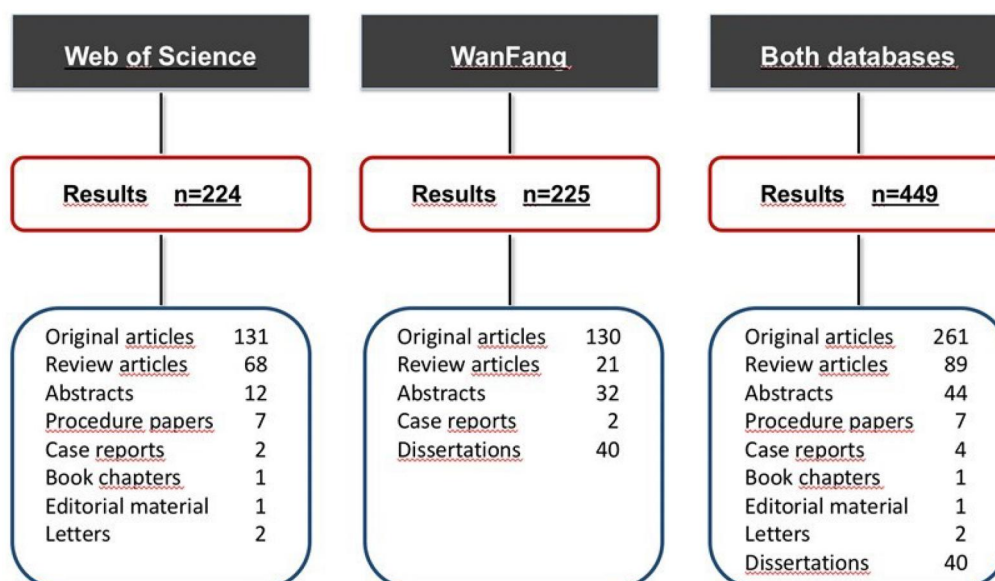 Web of Science
WanFang
Both databases
Results n=224
Results n=225
Results n=449
Original articles 131
Review articles 68
Abstracts 12
Procedure papers 7
Case reports 2
Book chapters 1
Editorial material 1
Letters 2
Original articles 130
Review articles 21
Abstracts 32
Case reports 2
Dissertations 40
Original articles 261
Review articles 89
Abstracts 44
Procedure papers 7
Case reports 4
Book chapters 1
Editorial material 1
Letters 2
Dissertations 40